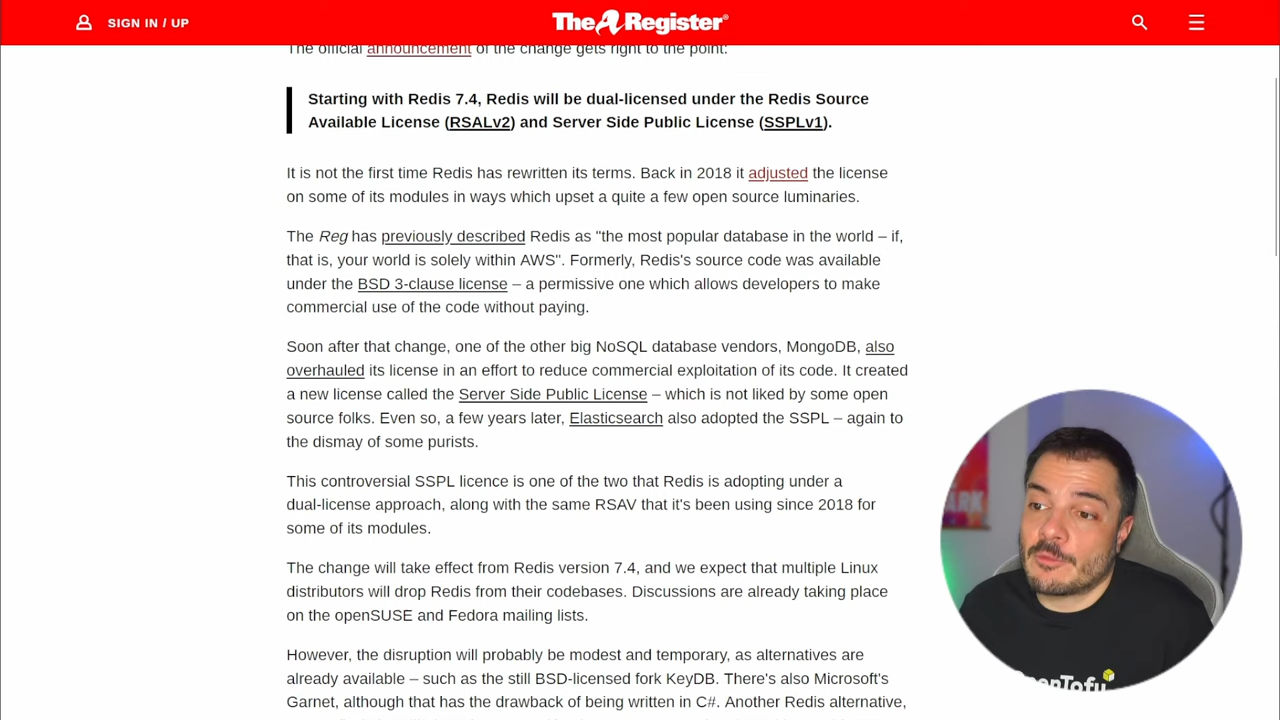 SIGN IN / UP
The Register®
The official announcement of the change gets right to the point:
Starting with Redis 7.4, Redis will be dual-licensed under the Redis Source
Available License (RSALv2) and Server Side Public License (SSPLv1).
It is not the first time Redis has rewritten its terms. Back in 2018 it adjusted the license
on some of its modules in ways which upset a quite a few open source luminaries.
The Reg has previously described Redis as "the most popular database in the world – if,
that is, your world is solely within AWS". Formerly, Redis's source code was available
under the BSD 3-clause license – a permissive one which allows developers to make
commercial use of the code without paying.
Soon after that change, one of the other big NoSQL database vendors, MongoDB, also
overhauled its license in an effort to reduce commercial exploitation of its code. It created
a new license called the Server Side Public License – which is not liked by some open
source folks. Even so, a few years later, Elasticsearch also adopted the SSPL – again to
the dismay of some purists.
This controversial SSPL licence is one of the two that Redis is adopting under a
dual-license approach, along with the same RSAV that it's been using since 2018 for
some of its modules.
The change will take effect from Redis version 7.4, and we expect that multiple Linux
distributors will drop Redis from their codebases. Discussions are already taking place
on the openSUSE and Fedora mailing lists.
However, the disruption will probably be modest and temporary, as alternatives are
already available – such as the still BSD-licensed fork KeyDB. There's also Microsoft's
Garnet, although that has the drawback of being written in C#. Another Redis alternative,
OpenTofu